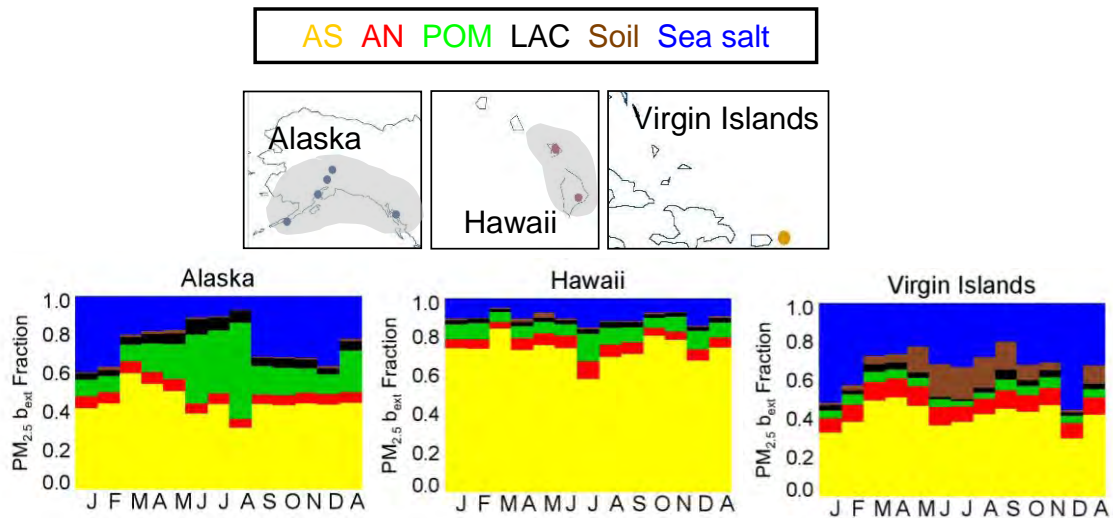 AS AN POM LAC Soil Sea salt
Alaska
Hawaii
Virgin Islands
Alaska
PM2.5 bext Fraction
1.0
0.8
0.6
0.4
0.2
0.0
J F M A M J J A S O N D A
Hawaii
PM2.5 bext Fraction
1.0
0.8
0.6
0.4
0.2
0.0
J F M A M J J A S O N D A
Virgin Islands
PM2.5 bext Fraction
1.0
0.8
0.6
0.4
0.2
0.0
J F M A M J J A S O N D A